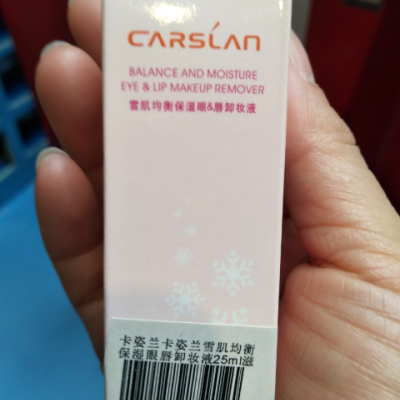 CARSLAN
BALANCE AND MOISTURE
EYE & LIP MAKEUP REMOVER
雪肌均衡保湿眼&唇卸妆液
卡姿兰卡姿兰雪肌均衡
保湿眼唇卸妆液25ml滋